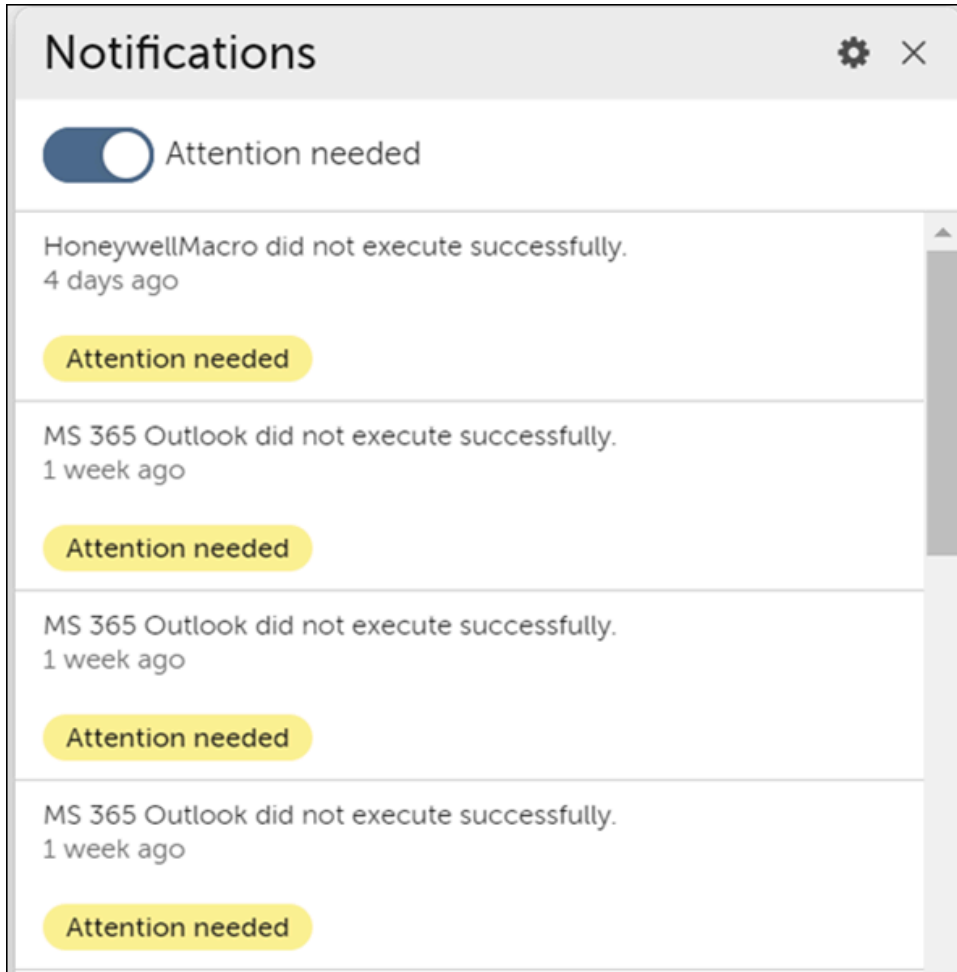 Notifications
Attention needed
HoneywellMacro did not execute successfully.
4 days ago
Attention needed
MS 365 Outlook did not execute successfully.
1 week ago
Attention needed
MS 365 Outlook did not execute successfully.
1 week ago
Attention needed
MS 365 Outlook did not execute successfully.
1 week ago
Attention needed